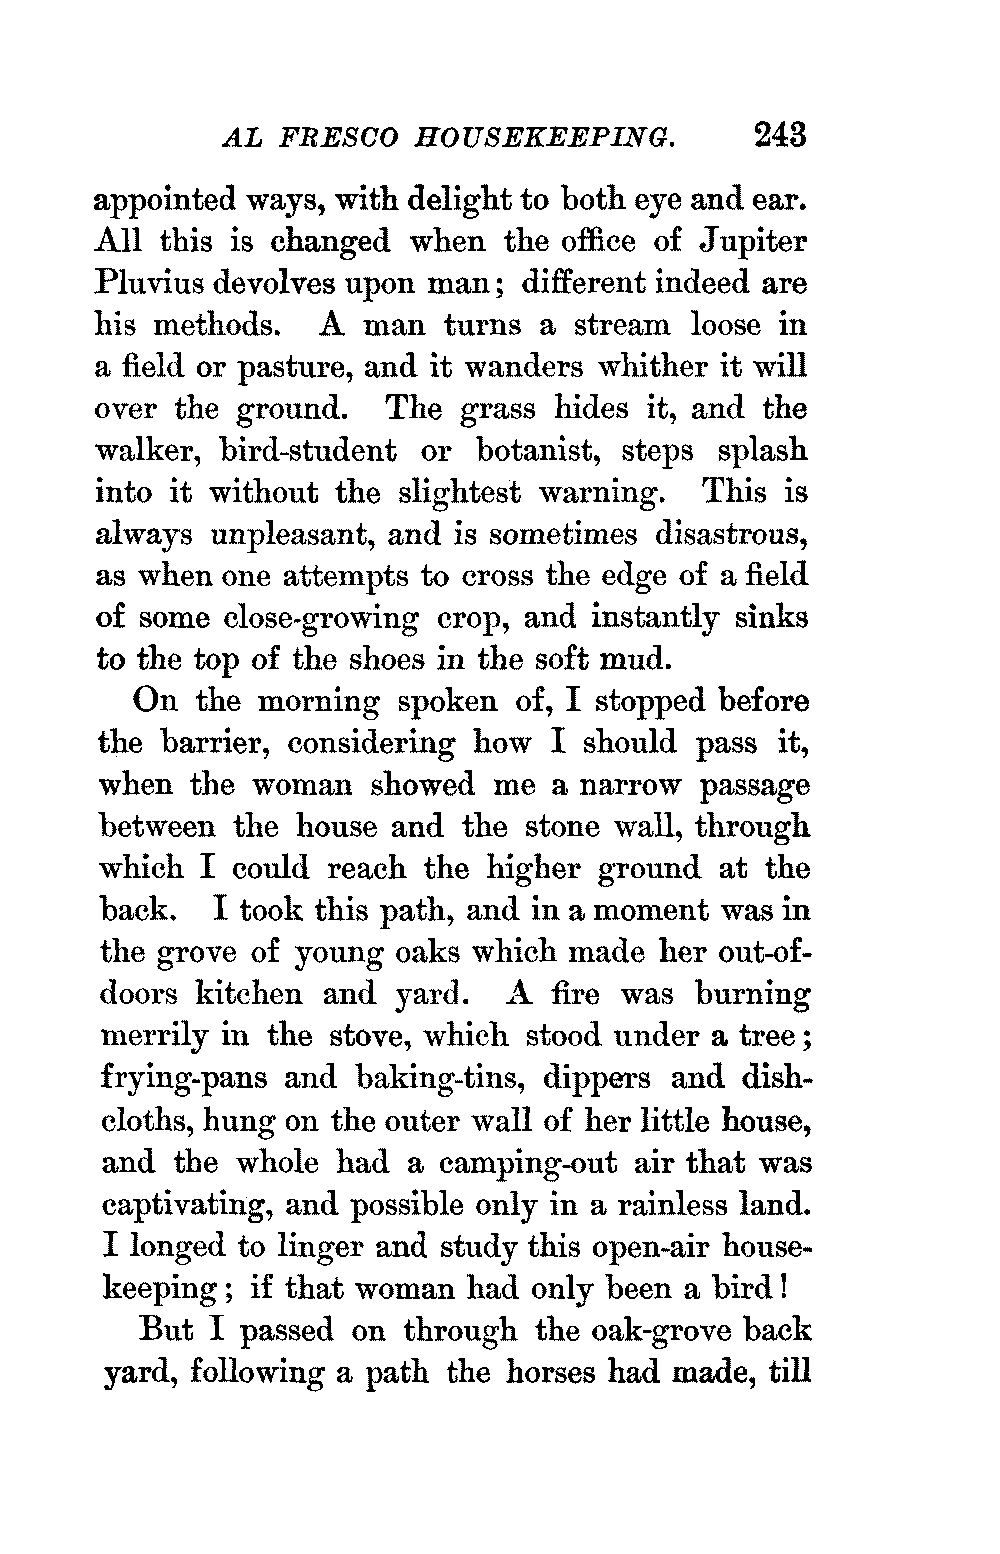 AL FRESCO HOUSEKEEPING. 243
appointed ways, with delight to both eye and ear.
All this is changed when the office of Jupiter
Pluvius devolves upon man; different indeed are
his methods. A man turns a stream loose in
a field or pasture, and it wanders whither it will
over the ground. The grass hides it, and the
walker, bird-student or botanist, steps splash
into it without the slightest warning. This is
always unpleasant, and is sometimes disastrous,
as when one attempts to cross the edge of a field
of some close-growing crop, and instantly sinks
to the top of the shoes in the soft mud.
On the morning spoken of, I stopped before
the barrier, considering how I should pass it,
when the woman showed me a narrow passage
between the house and the stone wall, through
which I could reach the higher ground at the
back. I took this path, and in a moment was in
the grove of young oaks which made her out-of-
doors kitchen and yard. A fire was burning
merrily in the stove, which stood under a tree;
frying-pans and baking-tins, dippers and dish-
cloths, hung on the outer wall of her little house,
and the whole had a camping-out air that was
captivating, and possible only in a rainless land.
I longed to linger and study this open-air house-
keeping; if that woman had only been a bird!
But I passed on through the oak-grove back
yard, following a path the horses had made, till